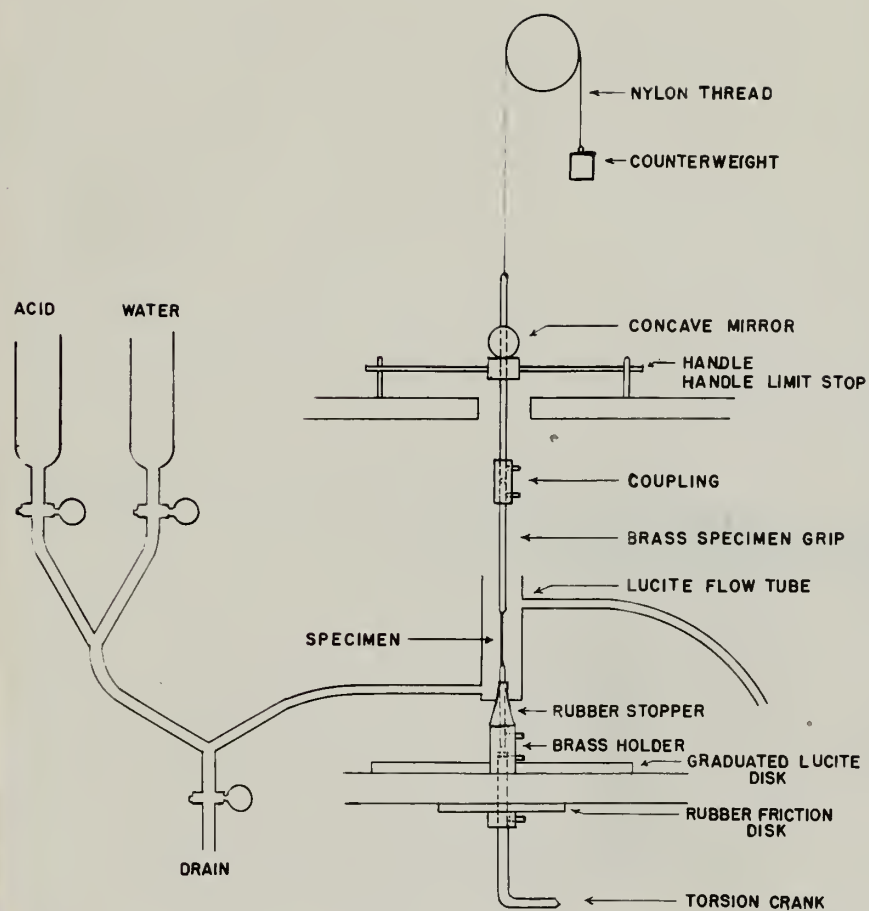 NYLON THREAD
COUNTERWEIGHT
ACID
WATER
CONCAVE MIRROR
HANDLE
HANDLE LIMIT STOP
COUPLING
BRASS SPECIMEN GRIP
LUCITE FLOW TUBE
SPECIMEN
RUBBER STOPPER
BRASS HOLDER
GRADUATED LUCITE
DISK
RUBBER FRICTION
DISK
DRAIN
TORSION CRANK